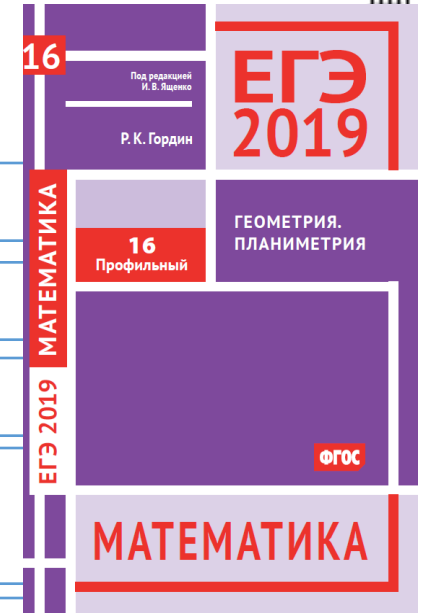 16
Под редакцией
И. В. Ященко
Р. К. Гордин
ЕГЭ
2019
16
Профильный
ГЕОМЕТРИЯ.
ПЛАНИМЕТРИЯ
ЕГЭ 2019 МАТЕМАТИКА
ФГОС
МАТЕМАТИКА